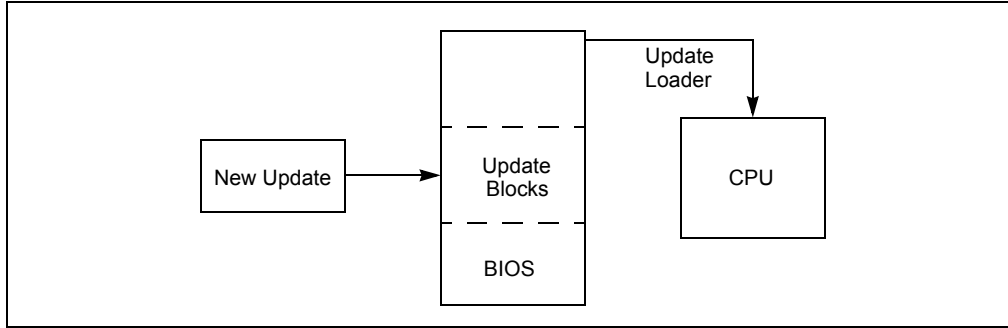 Update
Loader
New Update
Update
Blocks
CPU
BIOS